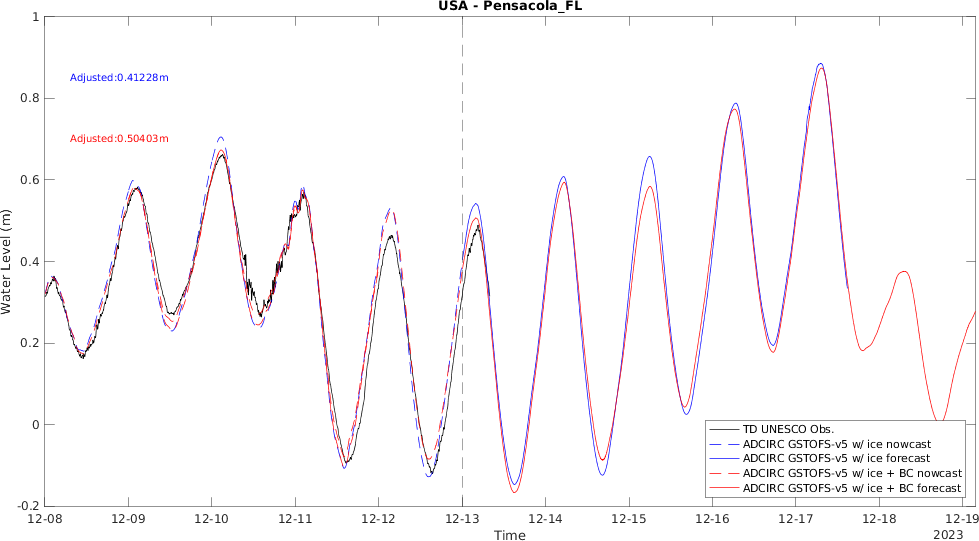 USA - Pensacola_FL
Adjusted:0.41228m
Adjusted:0.50403m
Water Level (m)
1
0.8
0.6
0.4
0.2
0
-0.2
TD UNESCO Obs.
ADCIRC GSTOFS-v5 w/ ice nowcast
ADCIRC GSTOFS-v5 w/ ice forecast
ADCIRC GSTOFS-v5 w/ ice + BC nowcast
ADCIRC GSTOFS-v5 w/ ice + BC forecast
12-08 12-09 12-10 12-11 12-12 12-13 12-14 12-15 12-16 12-17 12-18 12-19
Time
2023